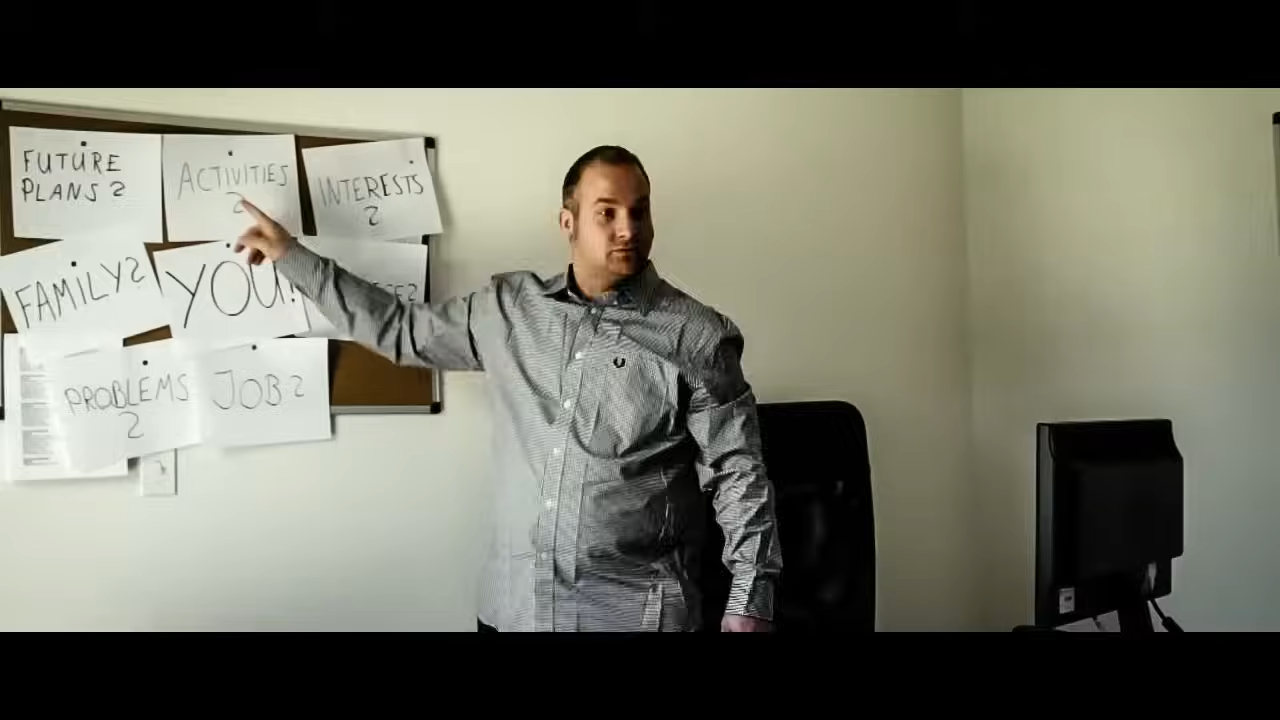 FUTURE
PLANS?
ACTIVITIES
?
INTERESTS
?
FAMILY?
YOU!
PROBLEMS
?
JOB?